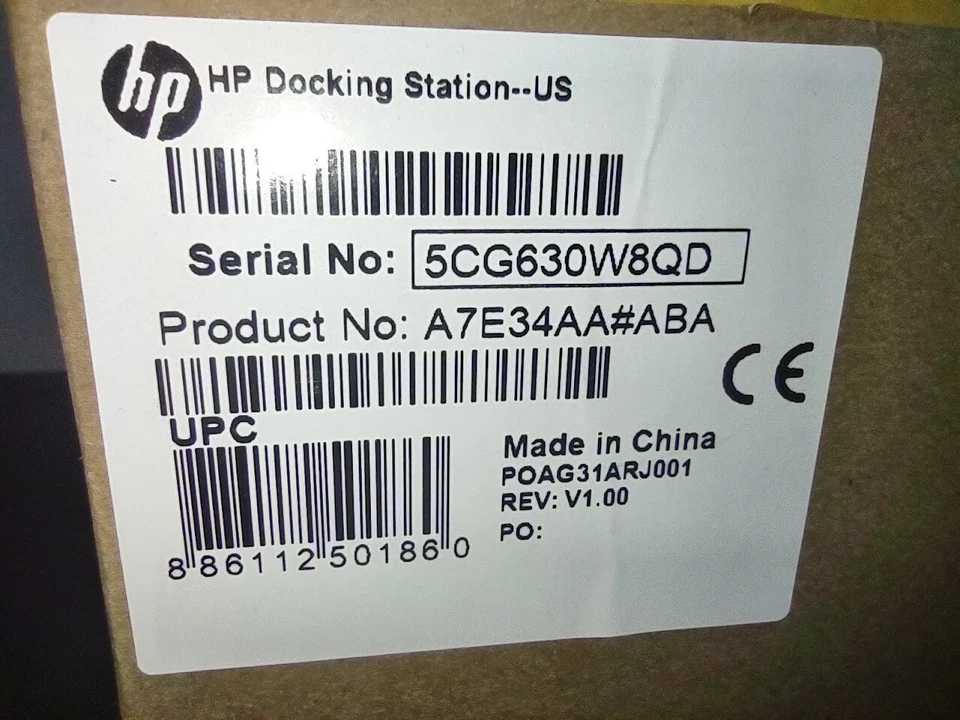 hp HP Docking Station--US
Serial No: 5CG630W8QD
Product No: A7E34AA#ABA
CE
UPC
8 86112 50186 0
Made in China
POAG31ARJ001
REV: V1.00
PO: